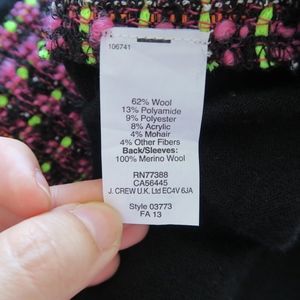 106741
62% Wool
13% Polyamide
9% Polyester
8% Acrylic
4% Mohair
4% Other Fibers
Back/Sleeves:
100% Merino Wool
RN77388
CA56445
J. CREW U.K. Ltd EC4V 6JA
Style 03773
FA 13